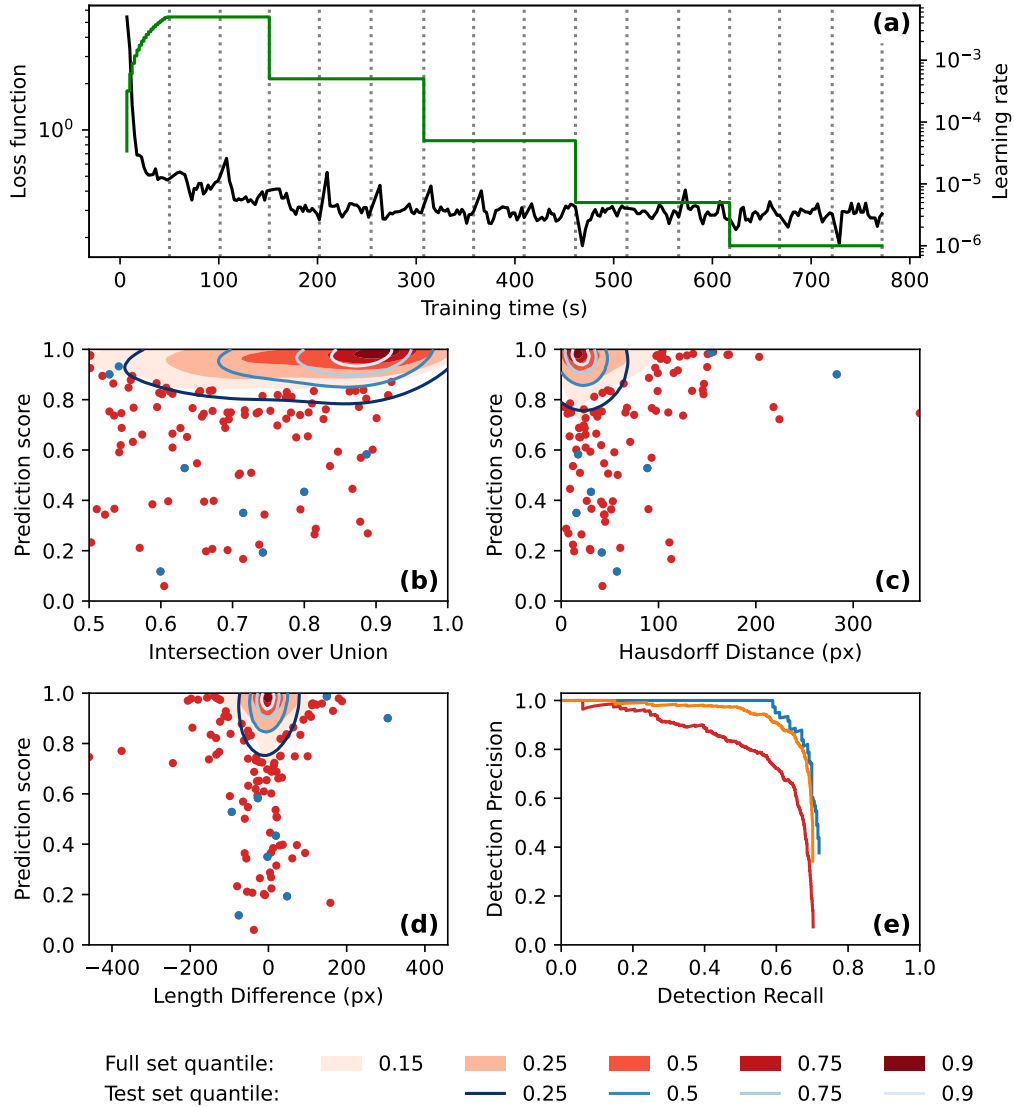 (a)
Loss function
10⁰
10⁻³
10⁻⁴
10⁻⁵
10⁻⁶
Learning rate
0 100 200 300 400 500 600 700 800
Training time (s)
Prediction score
1.0
0.8
0.6
0.4
0.2
0.0
(b)
0.5 0.6 0.7 0.8 0.9 1.0
Intersection over Union
Prediction score
1.0
0.8
0.6
0.4
0.2
0.0
(c)
0 100 200 300
Hausdorff Distance (px)
Prediction score
1.0
0.8
0.6
0.4
0.2
0.0
(d)
−400 −200 0 200 400
Length Difference (px)
Detection Precision
1.0
0.8
0.6
0.4
0.2
0.0
(e)
0.0 0.2 0.4 0.6 0.8 1.0
Detection Recall
Full set quantile: 0.15 0.25 0.5 0.75 0.9
Test set quantile: 0.25 0.5 0.75 0.9